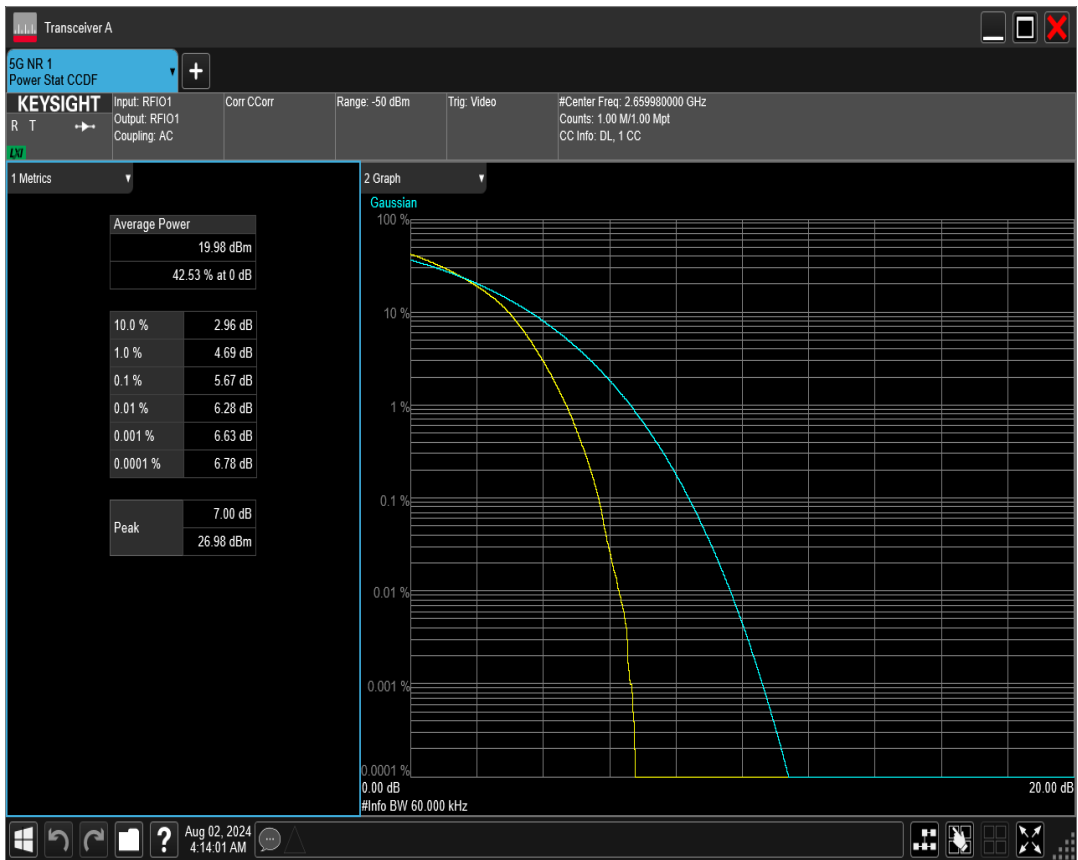 Transceiver A
5G NR 1
Power Stat CCDF
+
KEYSIGHT
R T
LXI
Input: RFIO1
Output: RFIO1
Coupling: AC
Corr CCorr
Range: -50 dBm
Trig: Video
#Center Freq: 2.659980000 GHz
Counts: 1.00 M/1.00 Mpt
CC Info: DL, 1 CC
1 Metrics
Average Power
19.98 dBm
42.53 % at 0 dB
10.0 % 2.96 dB
1.0 % 4.69 dB
0.1 % 5.67 dB
0.01 % 6.28 dB
0.001 % 6.63 dB
0.0001 % 6.78 dB
Peak 7.00 dB
26.98 dBm
2 Graph
Gaussian
100 %
10 %
1 %
0.1 %
0.01 %
0.001 %
0.0001 %
0.00 dB 20.00 dB
#Info BW 60.000 kHz
? Aug 02, 2024
4:14:01 AM